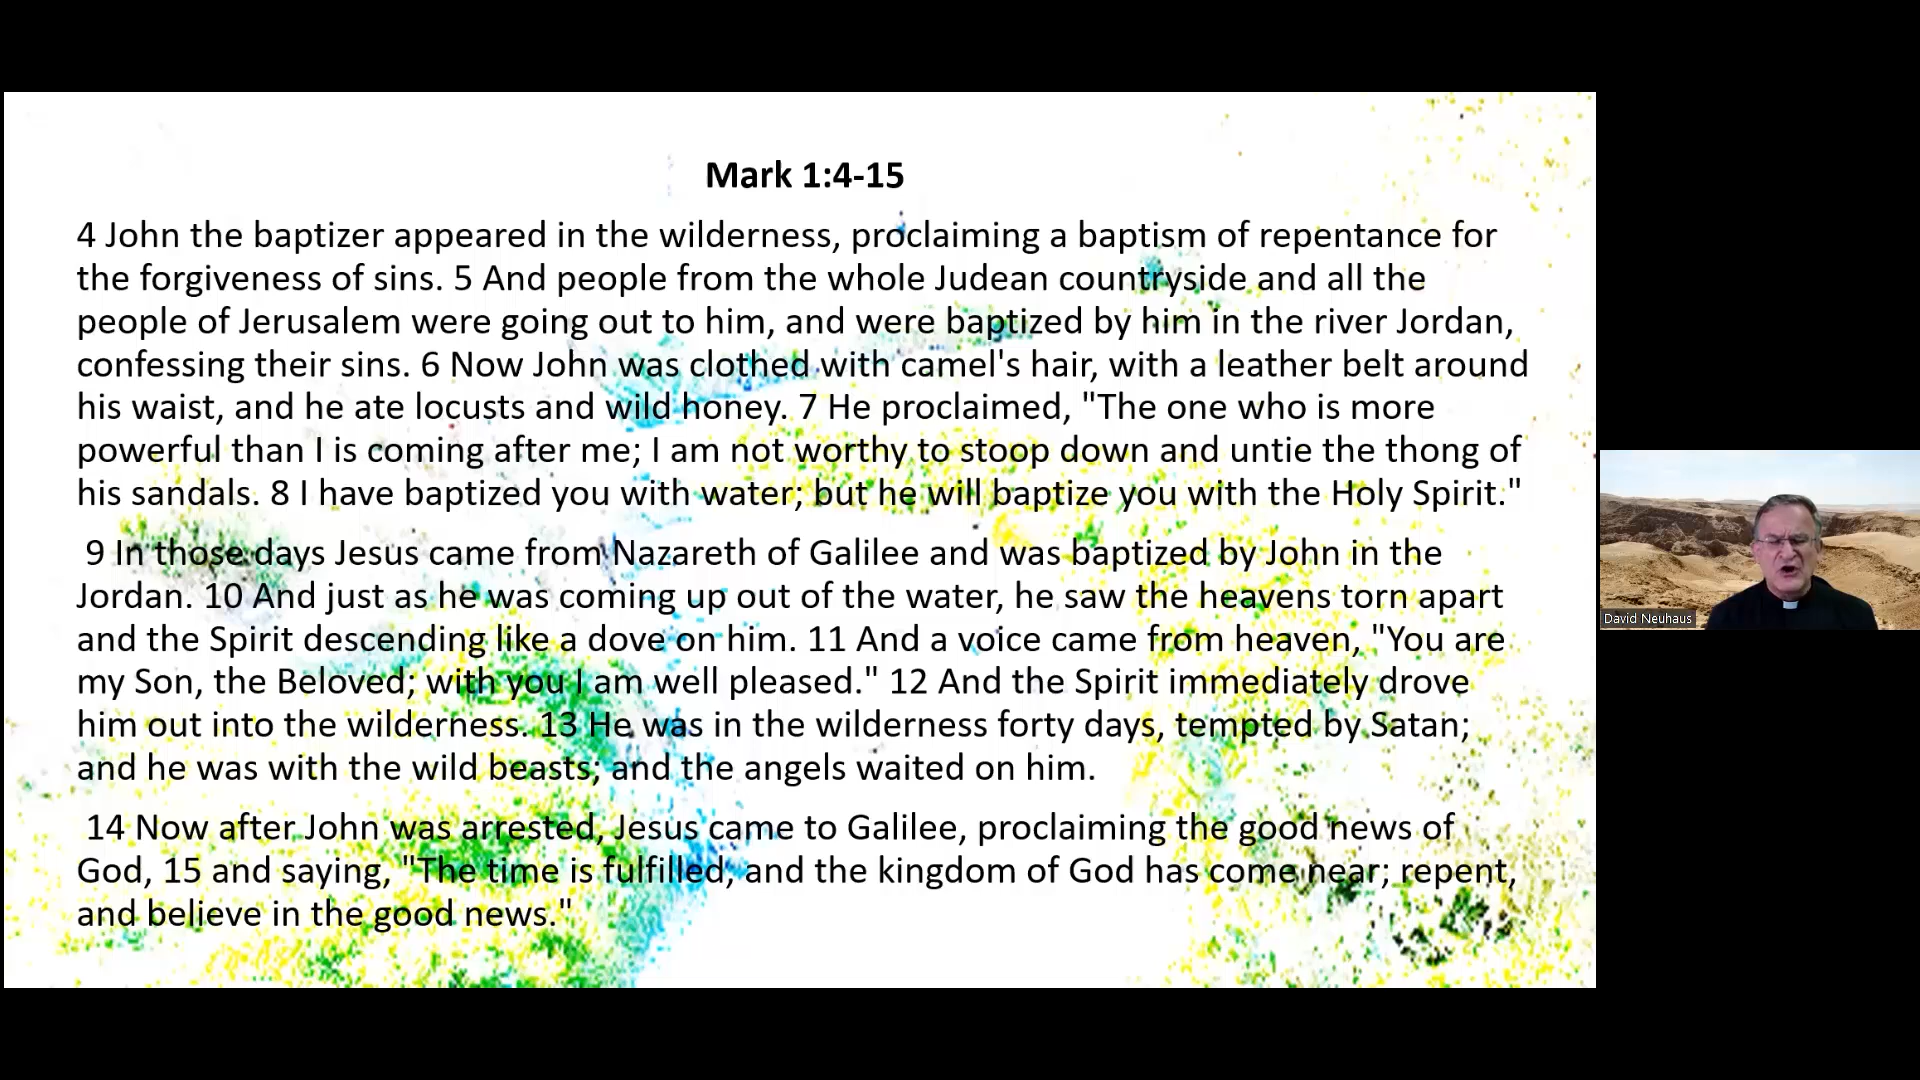 Mark 1:4-15
4 John the baptizer appeared in the wilderness, proclaiming a baptism of repentance for
the forgiveness of sins. 5 And people from the whole Judean countryside and all the
people of Jerusalem were going out to him, and were baptized by him in the river Jordan,
confessing their sins. 6 Now John was clothed with camel's hair, with a leather belt around
his waist, and he ate locusts and wild honey. 7 He proclaimed, "The one who is more
powerful than I is coming after me; I am not worthy to stoop down and untie the thong of
his sandals. 8 I have baptized you with water; but he will baptize you with the Holy Spirit."
9 In those days Jesus came from Nazareth of Galilee and was baptized by John in the
Jordan. 10 And just as he was coming up out of the water, he saw the heavens torn apart
and the Spirit descending like a dove on him. 11 And a voice came from heaven, "You are
my Son, the Beloved; with you I am well pleased." 12 And the Spirit immediately drove
him out into the wilderness. 13 He was in the wilderness forty days, tempted by Satan;
and he was with the wild beasts; and the angels waited on him.
14 Now after John was arrested, Jesus came to Galilee, proclaiming the good news of
God, 15 and saying, "The time is fulfilled, and the kingdom of God has come near; repent,
and believe in the good news."
David Neuhaus